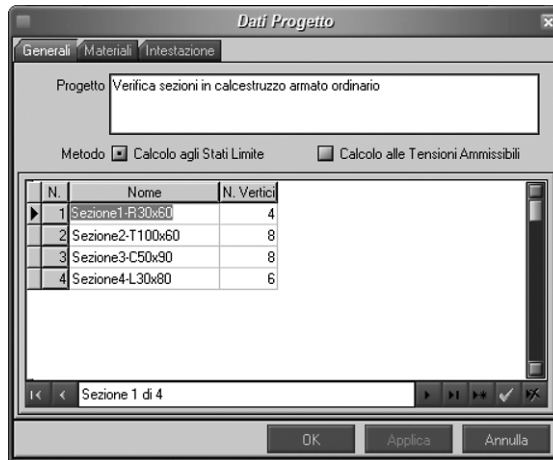 Dati Progetto
Generali Materiali Intestazione
Progetto Verifica sezioni in calcestruzzo armato ordinario
Metodo Calcolo agli Stati Limite Calcolo alle Tensioni Ammissibili
N. Nome N. Vertici
1 Sezione1-R30x60 4
2 Sezione2-T100x60 8
3 Sezione3-C50x90 8
4 Sezione4-L30x80 6
Sezione 1 di 4
OK Applica Annulla